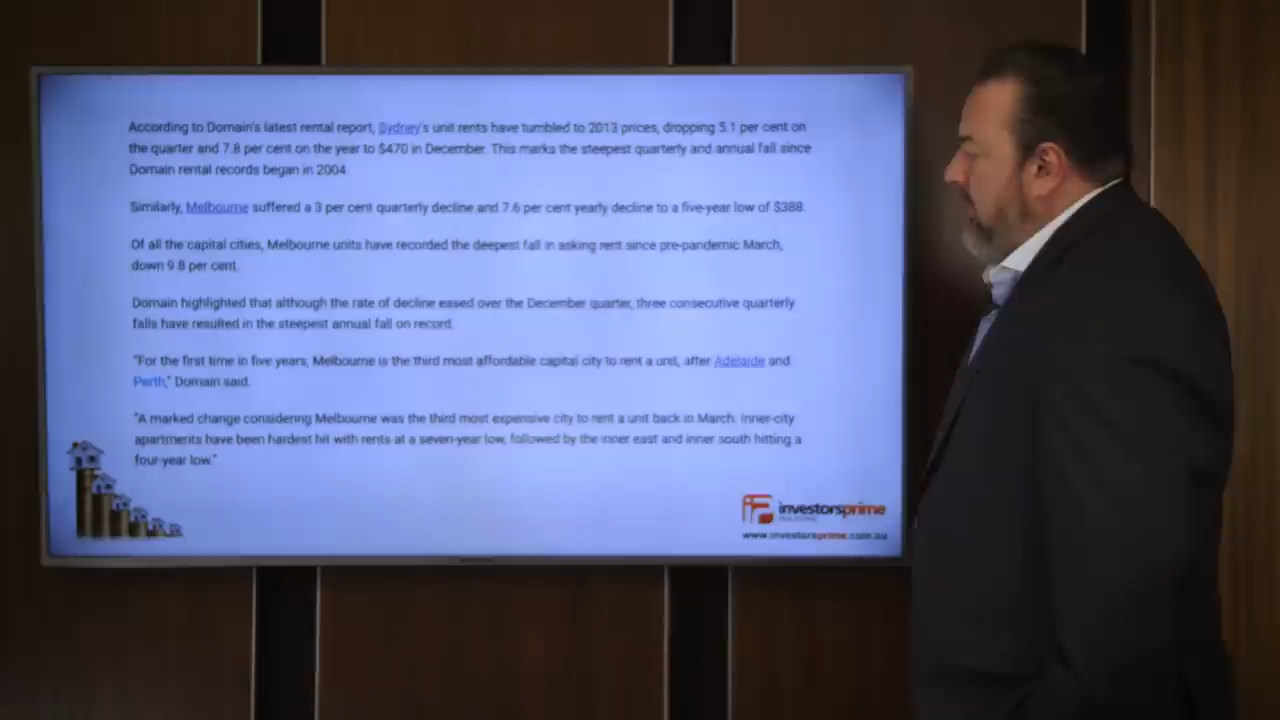 According to Domain's latest rental report, Sydney's unit rents have tumbled to 2013 prices, dropping 5.1 per cent on
the quarter and 7.8 per cent on the year to $470 in December. This marks the steepest quarterly and annual fall since
Domain rental records began in 2004
Similarly, Melbourne suffered a 3 per cent quarterly decline and 7.6 per cent yearly decline to a five-year low of $388.
Of all the capital cities, Melbourne units have recorded the deepest fall in asking rent since pre-pandemic March,
down 9.8 per cent.
Domain highlighted that although the rate of decline eased over the December quarter, three consecutive quarterly
falls have resulted in the steepest annual fall on record.
"For the first time in five years, Melbourne is the third most affordable capital city to rent a unit, after Adelaide and
Perth," Domain said.
"A marked change considering Melbourne was the third most expensive city to rent a unit back in March. Inner-city
apartments have been hardest hit with rents at a seven-year low, followed by the inner east and inner south hitting a
four-year low."
investorsprime
www.investorsprime.com.au